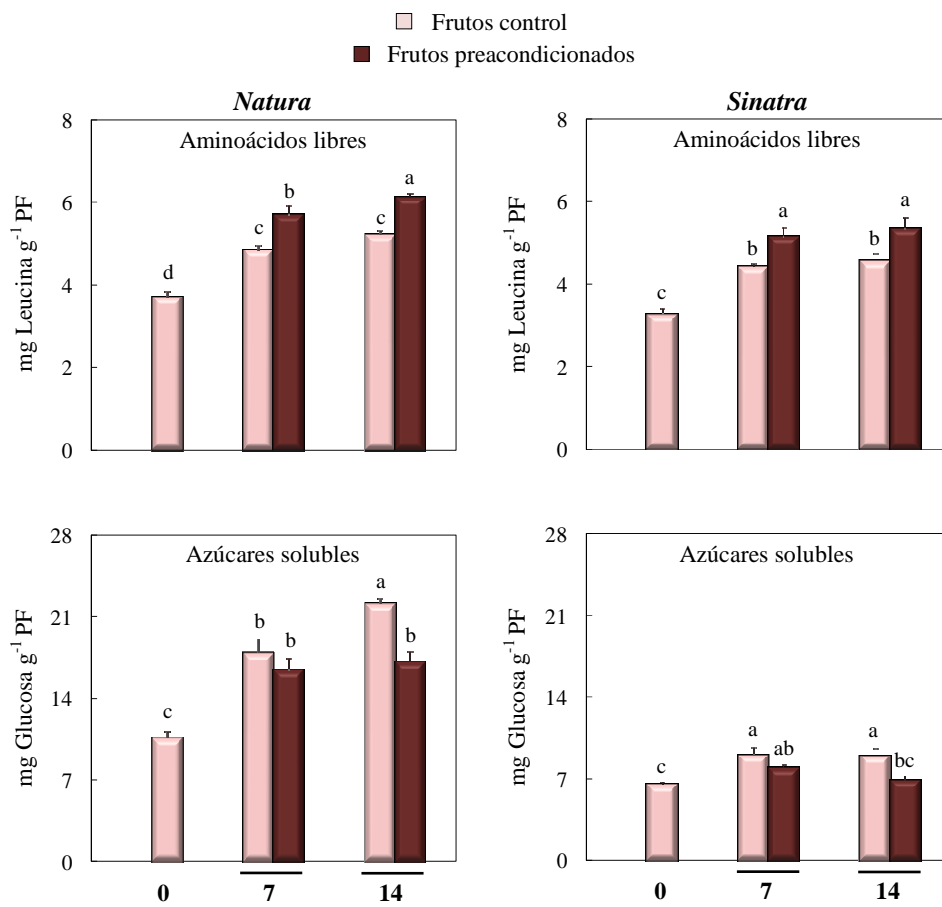 Frutos control
Frutos preacondicionados
Natura
Aminoácidos libres
mg Leucina g-1 PF
8
6
4
2
0
d
c
b
c
a
Sinatra
Aminoácidos libres
mg Leucina g-1 PF
8
6
4
2
0
c
b
a
b
a
Azúcares solubles
mg Glucosa g-1 PF
28
21
14
7
0
c
b
b
a
b
0
7
14
Azúcares solubles
mg Glucosa g-1 PF
28
21
14
7
0
c
a
ab
a
bc
0
7
14